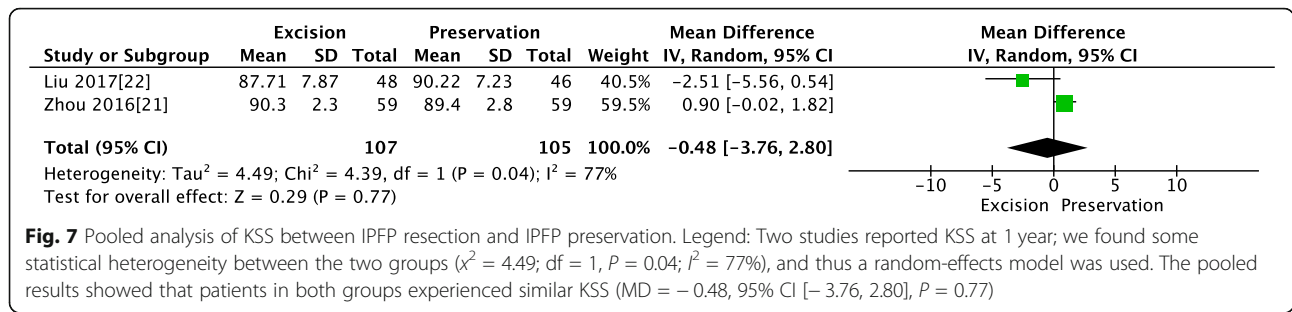 Excision Preservation Mean Difference Mean Difference
Study or Subgroup Mean SD Total Mean SD Total Weight IV, Random, 95% CI IV, Random, 95% CI
Liu 2017[22] 87.71 7.87 48 90.22 7.23 46 40.5% -2.51 [-5.56, 0.54]
Zhou 2016[21] 90.3 2.3 59 89.4 2.8 59 59.5% 0.90 [-0.02, 1.82]
Total (95% CI) 107 105 100.0% -0.48 [-3.76, 2.80]
Heterogeneity: Tau² = 4.49; Chi² = 4.39, df = 1 (P = 0.04); I² = 77%
Test for overall effect: Z = 0.29 (P = 0.77)
-10 -5 0 5 10
Excision Preservation
Fig. 7 Pooled analysis of KSS between IPFP resection and IPFP preservation. Legend: Two studies reported KSS at 1 year; we found some
statistical heterogeneity between the two groups (x² = 4.49; df = 1, P = 0.04; I² = 77%), and thus a random-effects model was used. The pooled
results showed that patients in both groups experienced similar KSS (MD = − 0.48, 95% CI [− 3.76, 2.80], P = 0.77)